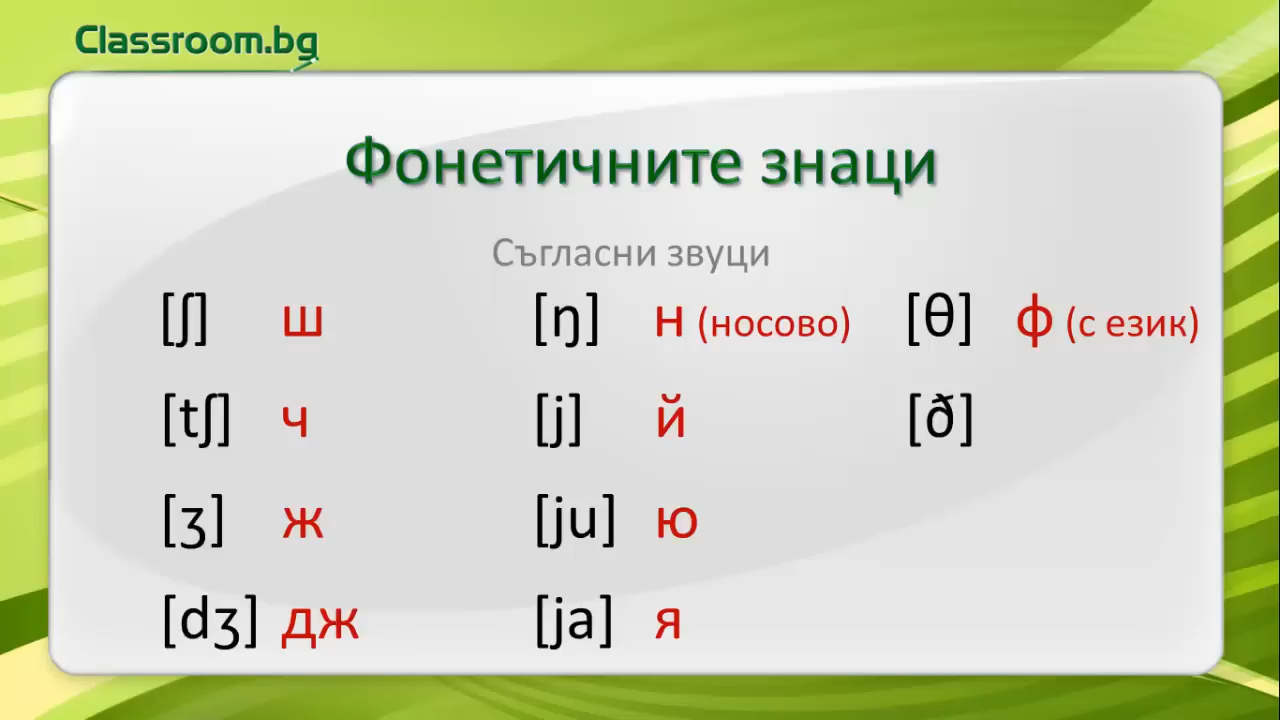 Classroom.bg
Фонетичните знаци
Съгласни звуци
[ʃ] ш [ŋ] н (носово) [θ] ф (с език)
[tʃ] ч [j] й [ð]
[ʒ] ж [ju] ю
[dʒ] дж [ja] я